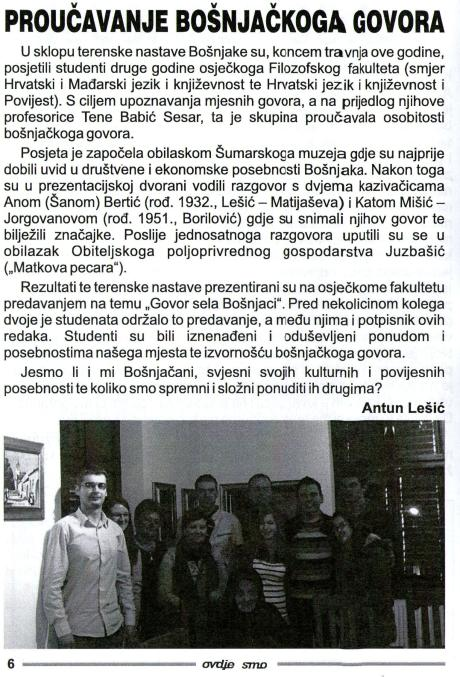 PROUČAVANJE BOŠNJAČKOGA GOVORA
U sklopu terenske nastave Bošnjake su, koncem travnja ove godine,
posjetili studenti druge godine osječkoga Filozofskog fakulteta (smjer
Hrvatski i Mađarski jezik i književnost te Hrvatski jezik i književnost i
Povijest). S ciljem upoznavanja mjesnih govora, a na prijedlog njihove
profesorice Tene Babić Sesar, ta je skupina proučavala osobitosti
bošnjačkoga govora.
Posjeta je započela obilaskom Šumarskoga muzeja gdje su najprije
dobili uvid u društvene i ekonomske posebnosti Bošnjaka. Nakon toga
su u prezentacijskoj dvorani vodili razgovor s dvjema kazivačicama
Anom (Šanom) Bertić (rođ. 1932., Lešić – Matijaševa) i Katom Mišić –
Jorgovanovom (rođ. 1951., Borilović) gdje su snimali njihov govor te
bilježili značajke. Poslije jednosatnoga razgovora uputili su se u
obilazak Obiteljskoga poljoprivrednog gospodarstva Juzbašić
(„Matkova pecara“).
Rezultati te terenske nastave prezentirani su na osječkome fakultetu
predavanjem na temu „Govor sela Bošnjaci“. Pred nekolicinom kolega
dvoje je studenata održalo to predavanje, a među njima i potpisnik ovih
redaka. Studenti su bili iznenađeni i oduševljeni ponudom i
posebnostima našega mjesta te izvornošću bošnjačkoga govora.
Jesmo li i mi Bošnjačani, svjesni svojih kulturnih i povijesnih
posebnosti te koliko smo spremni i složni ponuditi ih drugima?
Antun Lešić
6 ovdje smo